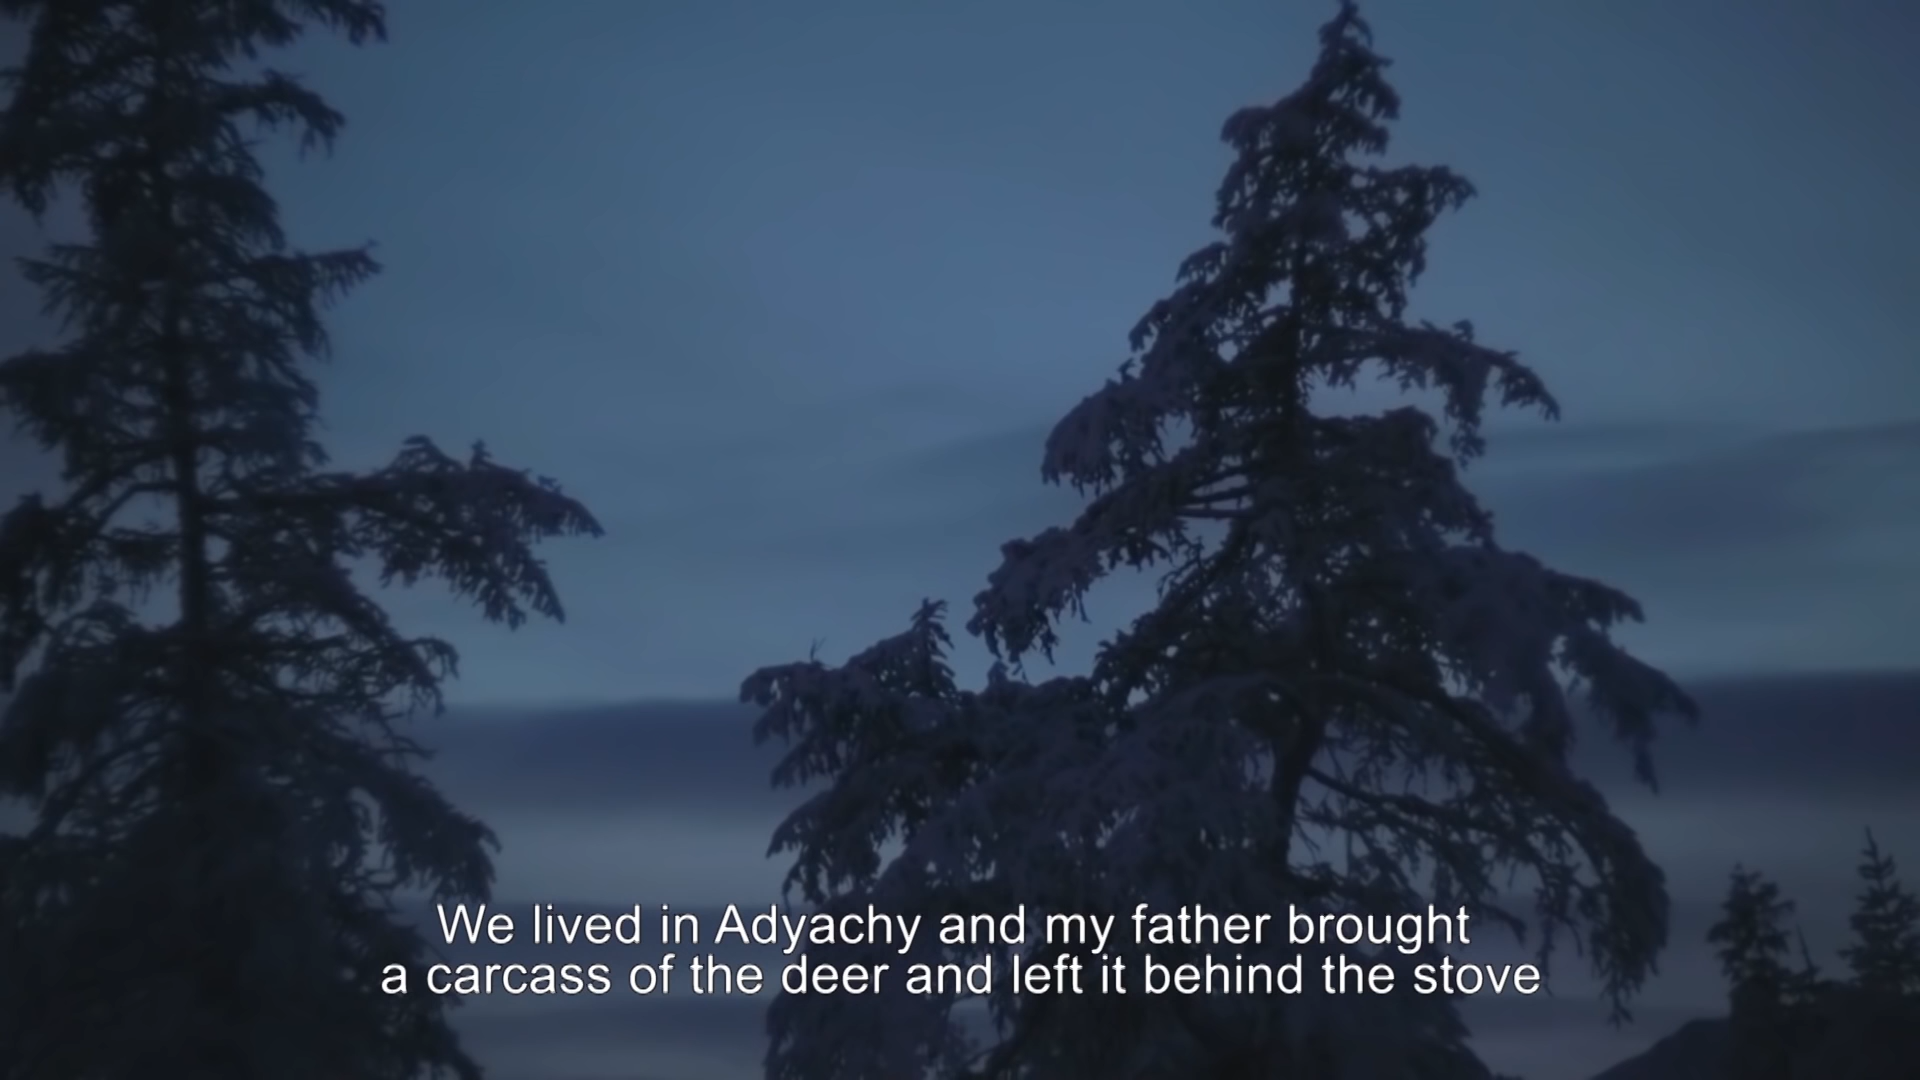 We lived in Adyachy and my father brought
a carcass of the deer and left it behind the stove